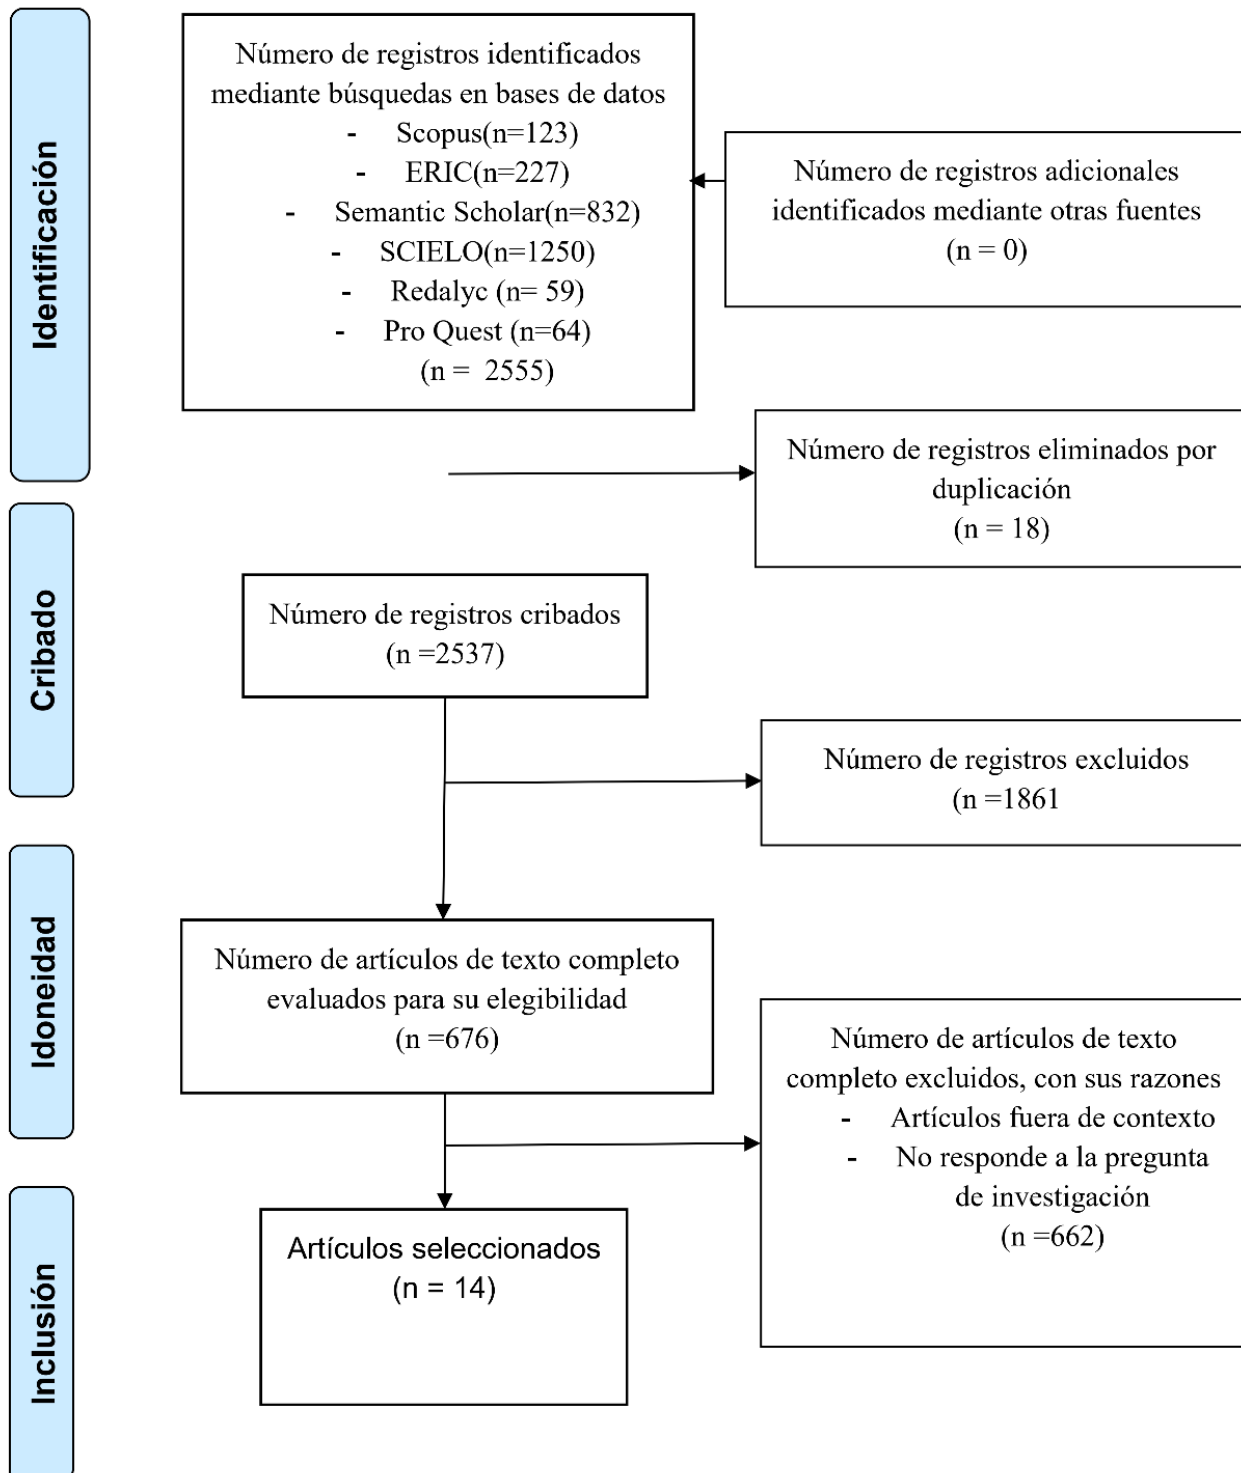 Identificación
Número de registros identificados
mediante búsquedas en bases de datos
- Scopus(n=123)
- ERIC(n=227)
- Semantic Scholar(n=832)
- SCIELO(n=1250)
- Redalyc (n= 59)
- Pro Quest (n=64)
(n = 2555)
Número de registros adicionales
identificados mediante otras fuentes
(n = 0)
Número de registros eliminados por
duplicación
(n = 18)
Cribado
Número de registros cribados
(n =2537)
Número de registros excluidos
(n =1861
Idoneidad
Número de artículos de texto completo
evaluados para su elegibilidad
(n =676)
Número de artículos de texto
completo excluidos, con sus razones
- Artículos fuera de contexto
- No responde a la pregunta
de investigación
(n =662)
Inclusión
Artículos seleccionados
(n = 14)